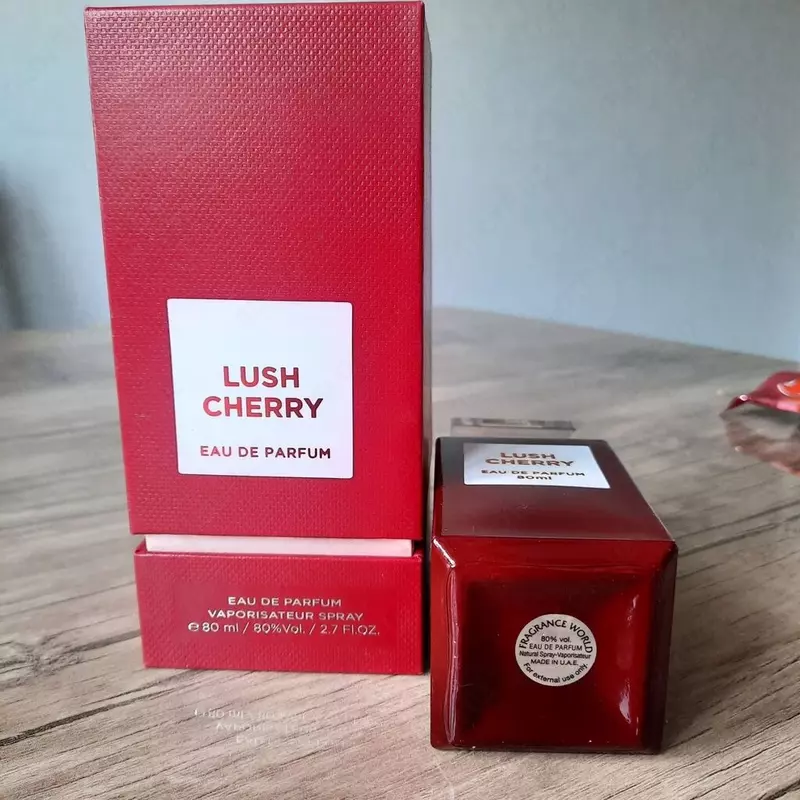 LUSH
CHERRY
EAU DE PARFUM
EAU DE PARFUM
VAPORISATEUR SPRAY
e 80 ml / 80%Vol. / 2.7 Fl.OZ.
LUSH
CHERRY
EAU DE PARFUM
80ml
FRAGRANCE WORLD
80% vol.
EAU DE PARFUM
Natural Spray-Vaporisateur
MADE IN U.A.E.
For external use only.